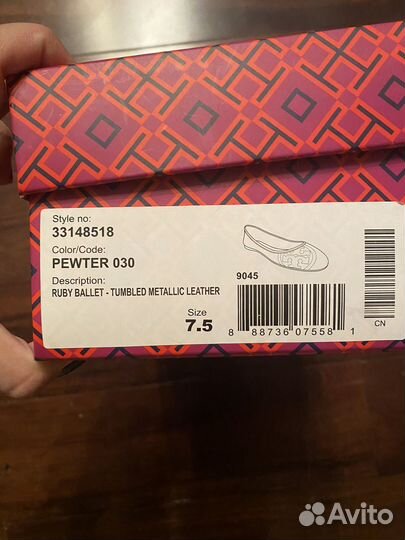 Style no:
33148518
Color/Code:
PEWTER 030
Description:
RUBY BALLET - TUMBLED METALLIC LEATHER
Size
7.5
9045
8 88736 07558 1
CN
Avito